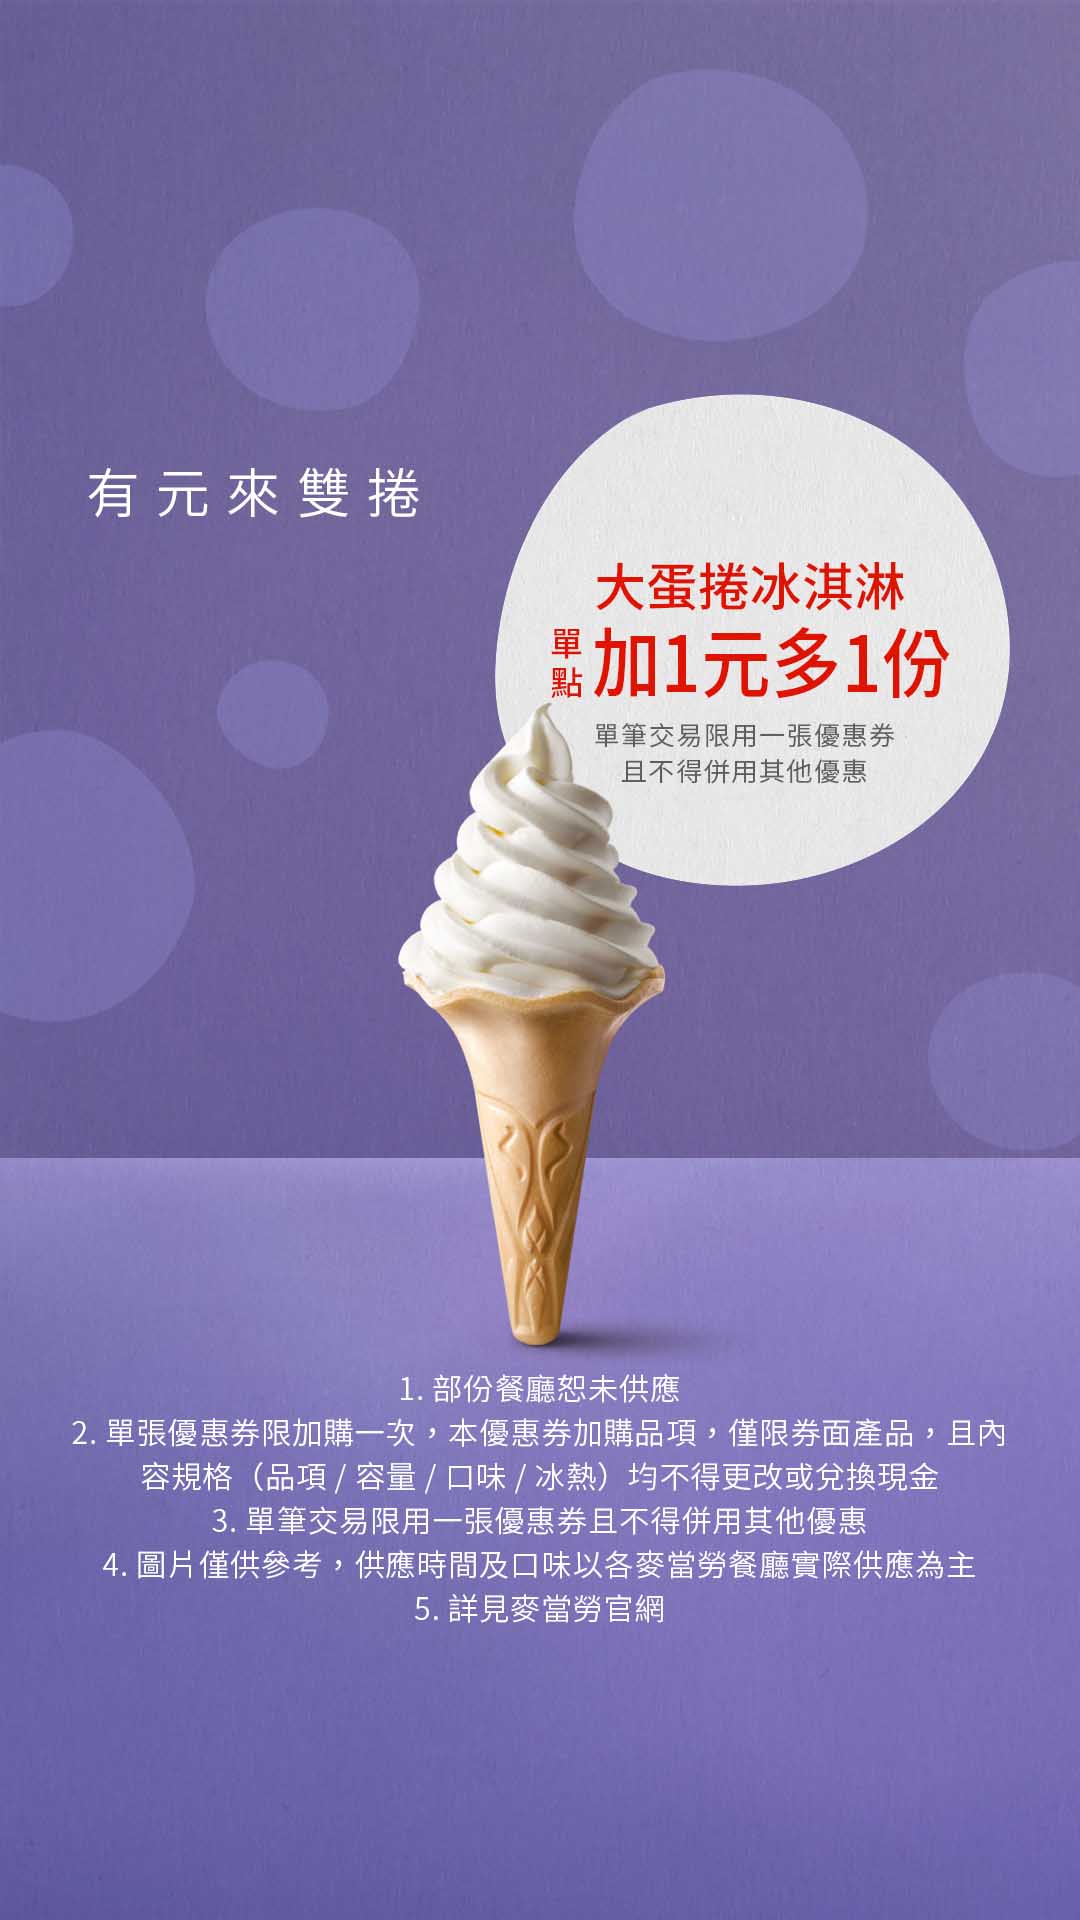 有元來雙捲
大蛋捲冰淇淋
單點 加1元多1份
單筆交易限用一張優惠券
且不得併用其他優惠
1. 部份餐廳恕未供應
2. 單張優惠券限加購一次，本優惠券加購品項，僅限券面產品，且內
容規格（品項 / 容量 / 口味 / 冰熱）均不得更改或兌換現金
3. 單筆交易限用一張優惠券且不得併用其他優惠
4. 圖片僅供參考，供應時間及口味以各麥當勞餐廳實際供應為主
5. 詳見麥當勞官網